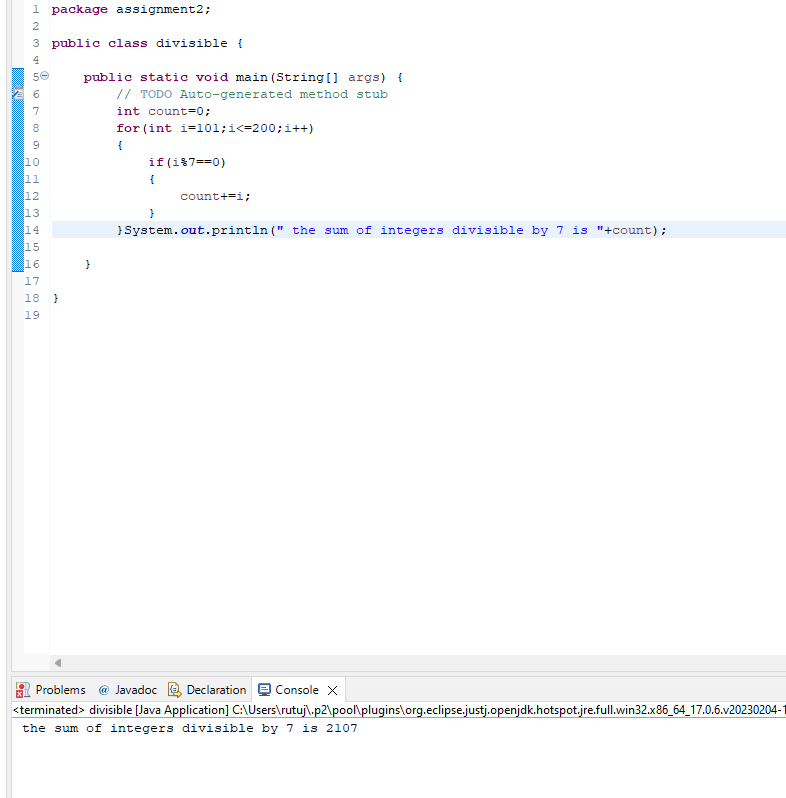 1 package assignment2;
2
3 public class divisible {
4
5 public static void main(String[] args) {
6 // TODO Auto-generated method stub
7 int count=0;
8 for(int i=101;i<=200;i++)
9 {
10 if(i%7==0)
11 {
12 count+=i;
13 }
14 }System.out.println(" the sum of integers divisible by 7 is "+count);
15
16 }
17
18 }
19
Problems @ Javadoc Declaration Console
<terminated> divisible [Java Application] C:\Users\rutuj\.p2\pool\plugins\org.eclipse.justj.openjdk.hotspot.jre.full.win32.x86_64_17.0.6.v20230204-1
the sum of integers divisible by 7 is 2107